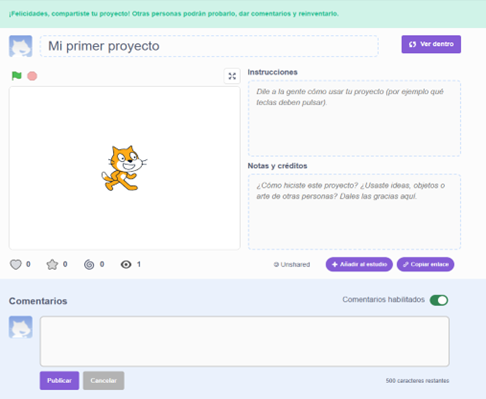 ¡Felicidades, compartiste tu proyecto! Otras personas podrán probarlo, dar comentarios y reinventarlo.
Mi primer proyecto
Ver dentro
Instrucciones
Dile a la gente cómo usar tu proyecto (por ejemplo qué
teclas deben pulsar).
Notas y créditos
¿Cómo hiciste este proyecto? ¿Usaste ideas, objetos o
arte de otras personas? Dales las gracias aquí.
0
0
0
1
Unshared
Añadir al estudio
Copiar enlace
Comentarios
Comentarios habilitados
Publicar
Cancelar
500 caracteres restantes